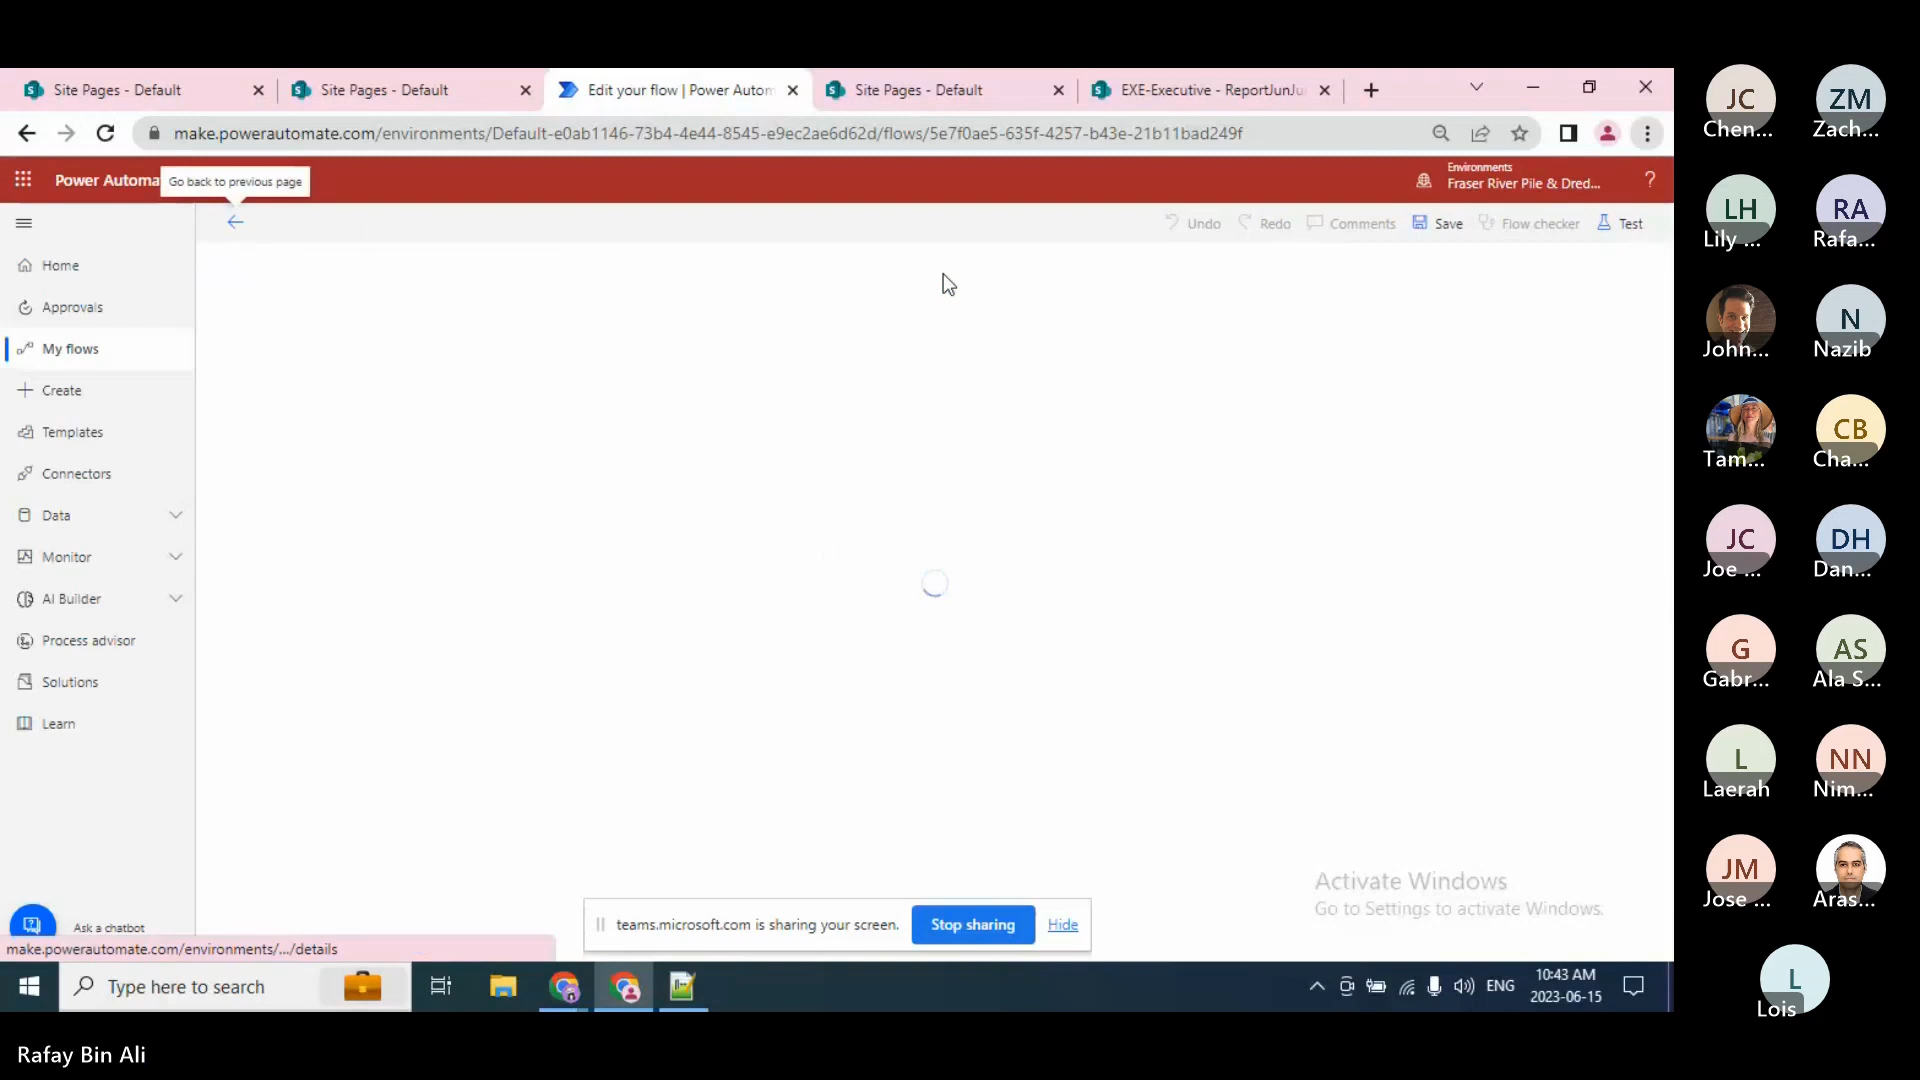 Site Pages - Default
Site Pages - Default
Edit your flow | Power Autom
Site Pages - Default
EXE-Executive - ReportJunJu
make.powerautomate.com/environments/Default-e0ab1146-73b4-4e44-8545-e9ec2ae6d62d/flows/5e7f0ae5-635f-4257-b43e-21b11bad249f
Power Automa
Go back to previous page
Environments
Fraser River Pile & Dred...
?
Undo
Redo
Comments
Save
Flow checker
Test
Home
Approvals
My flows
Create
Templates
Connectors
Data
Monitor
AI Builder
Process advisor
Solutions
Learn
Ask a chatbot
make.powerautomate.com/environments/.../details
teams.microsoft.com is sharing your screen.
Stop sharing
Hide
Activate Windows
Go to Settings to activate Windows.
Type here to search
ENG
10:43 AM
2023-06-15
JC
Chen...
ZM
Zach...
LH
Lily ...
RA
Rafa...
John...
N
Nazib
Tam...
CB
Cha...
JC
Joe ...
DH
Dan...
G
Gabr...
AS
Ala S...
L
Laerah
NN
Nim...
JM
Jose ...
Aras...
L
Lois
Rafay Bin Ali